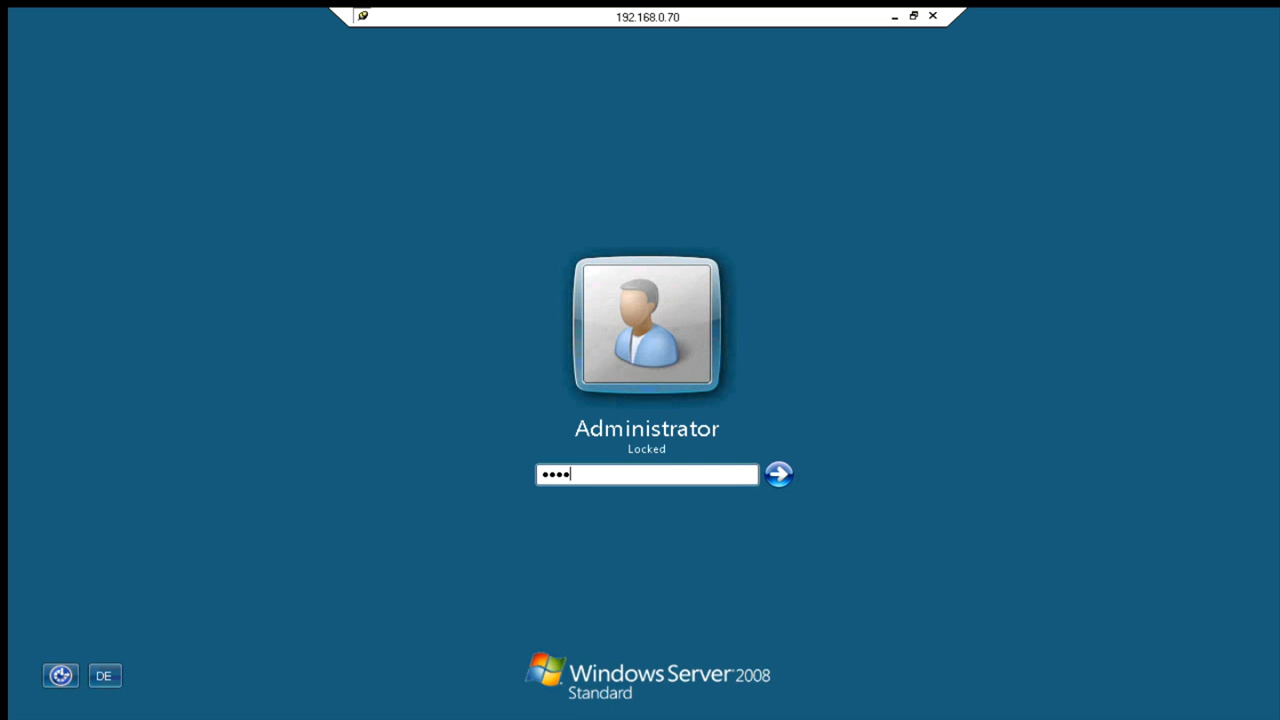 192.168.0.70
Administrator
Locked
••••
DE
Windows Server 2008
Standard